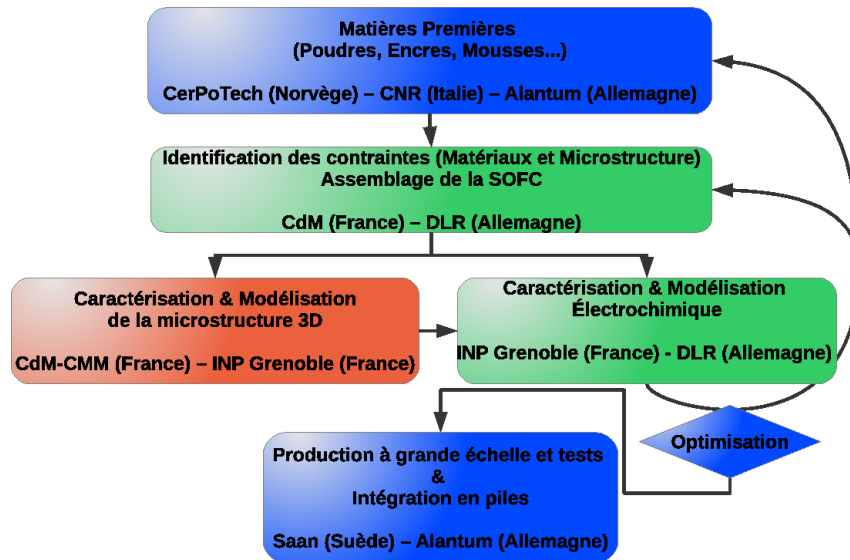 Matières Premières
(Poudres, Encres, Mousses...)
CerPoTech (Norvège) – CNR (Italie) – Alantum (Allemagne)
Identification des contraintes (Matériaux et Microstructure)
Assemblage de la SOFC
CdM (France) – DLR (Allemagne)
Caractérisation & Modélisation
de la microstructure 3D
CdM-CMM (France) – INP Grenoble (France)
Caractérisation & Modélisation
Électrochimique
INP Grenoble (France) - DLR (Allemagne)
Optimisation
Production à grande échelle et tests
&
Intégration en piles
Saan (Suède) – Alantum (Allemagne)